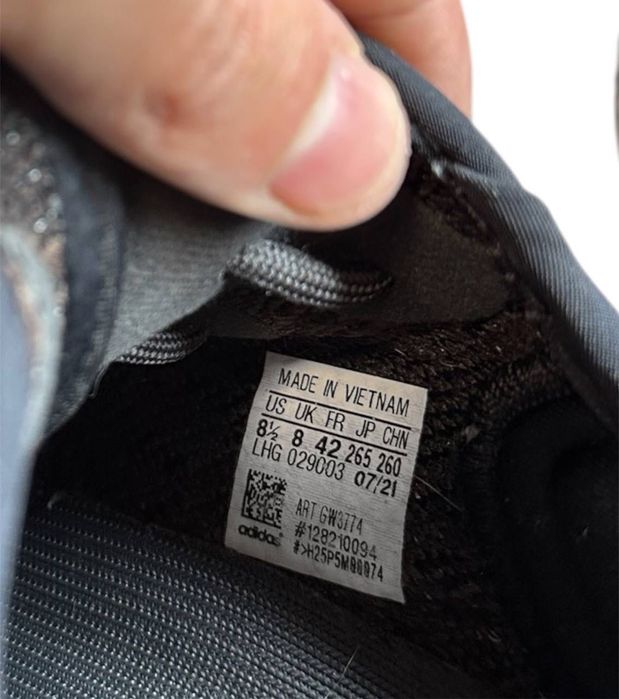 MADE IN VIETNAM
US UK FR JP CHN
8½ 8 42 265 260
LHG 029003 07/21
ART GW3774
#128210094
adidas